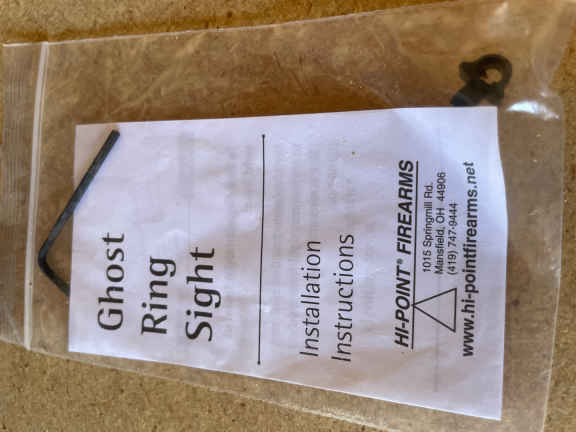 Ghost
Ring
Sight
Installation
Instructions
HI-POINT® FIREARMS
1015 Springmill Rd.
Mansfield, OH 44906
(419) 747-9444
www.hi-pointfirearms.net